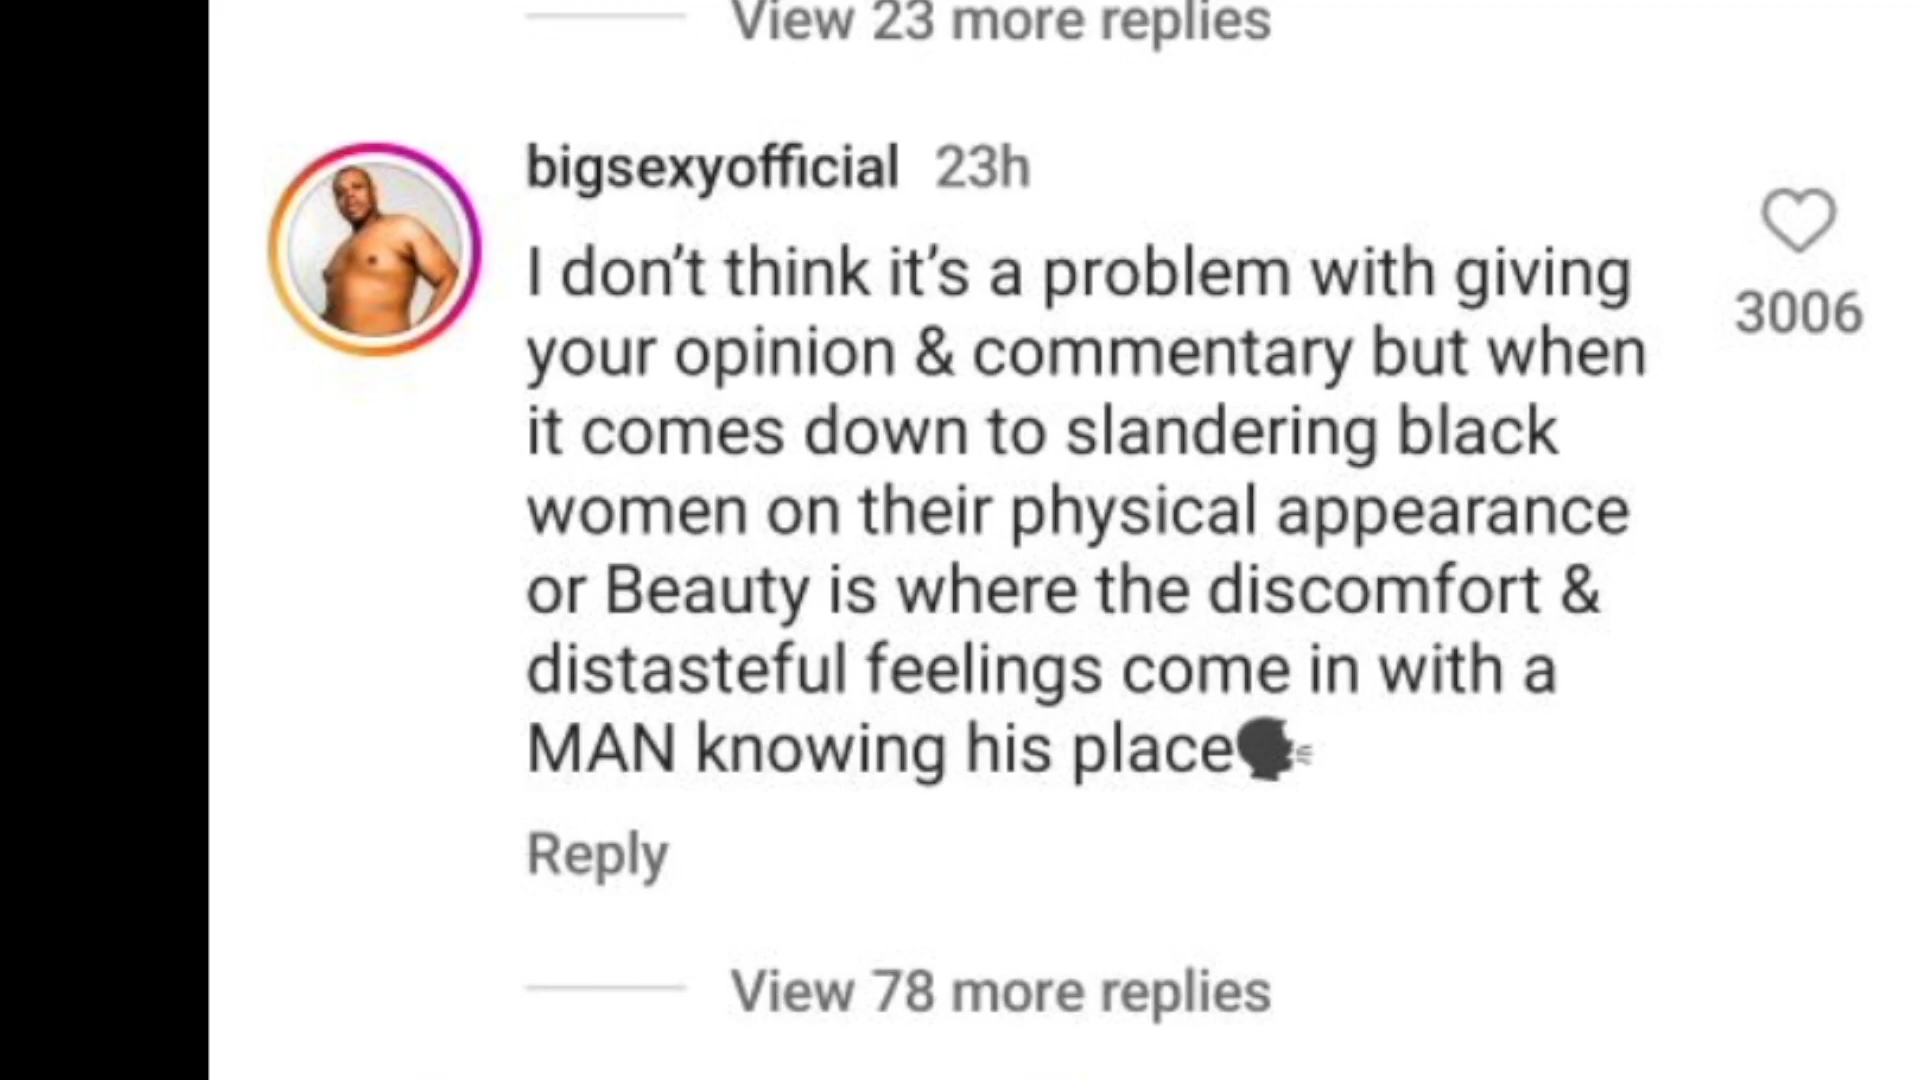 View 23 more replies
bigsexyofficial 23h
I don’t think it’s a problem with giving
3006
your opinion & commentary but when
it comes down to slandering black
women on their physical appearance
or Beauty is where the discomfort &
distasteful feelings come in with a
MAN knowing his place🗣
Reply
View 78 more replies